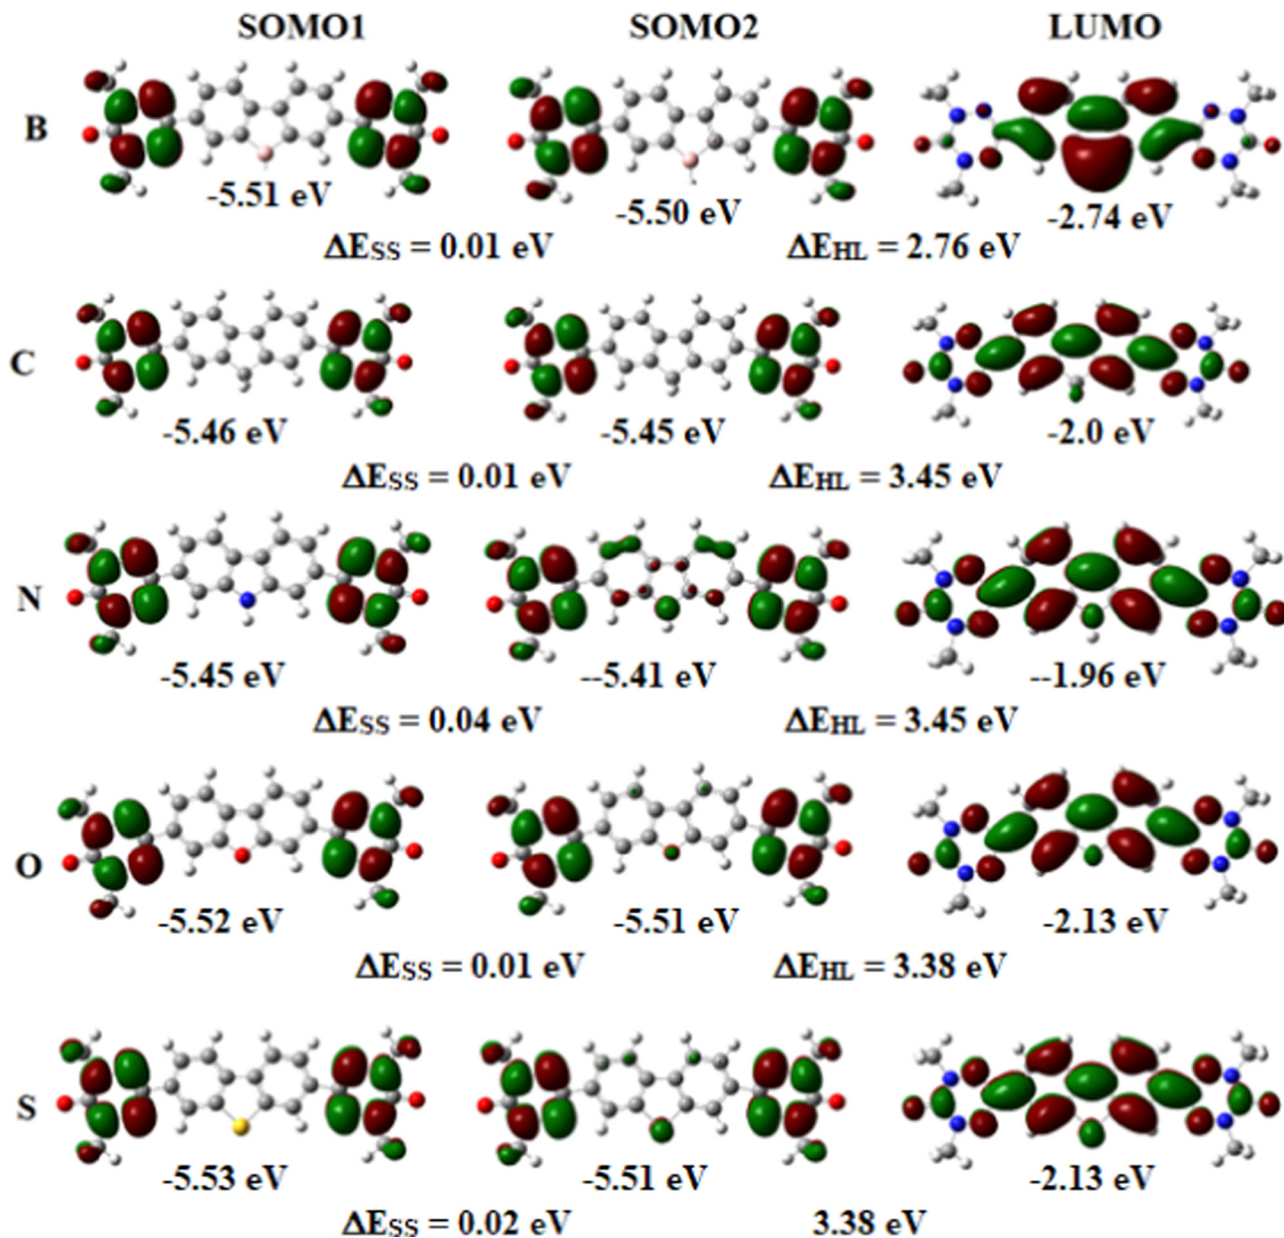 SOMO1 SOMO2 LUMO
B
-5.51 eV -5.50 eV -2.74 eV
ΔESS = 0.01 eV ΔEHL = 2.76 eV
C
-5.46 eV -5.45 eV -2.0 eV
ΔESS = 0.01 eV ΔEHL = 3.45 eV
N
-5.45 eV --5.41 eV --1.96 eV
ΔESS = 0.04 eV ΔEHL = 3.45 eV
O
-5.52 eV -5.51 eV -2.13 eV
ΔESS = 0.01 eV ΔEHL = 3.38 eV
S
-5.53 eV -5.51 eV -2.13 eV
ΔESS = 0.02 eV 3.38 eV